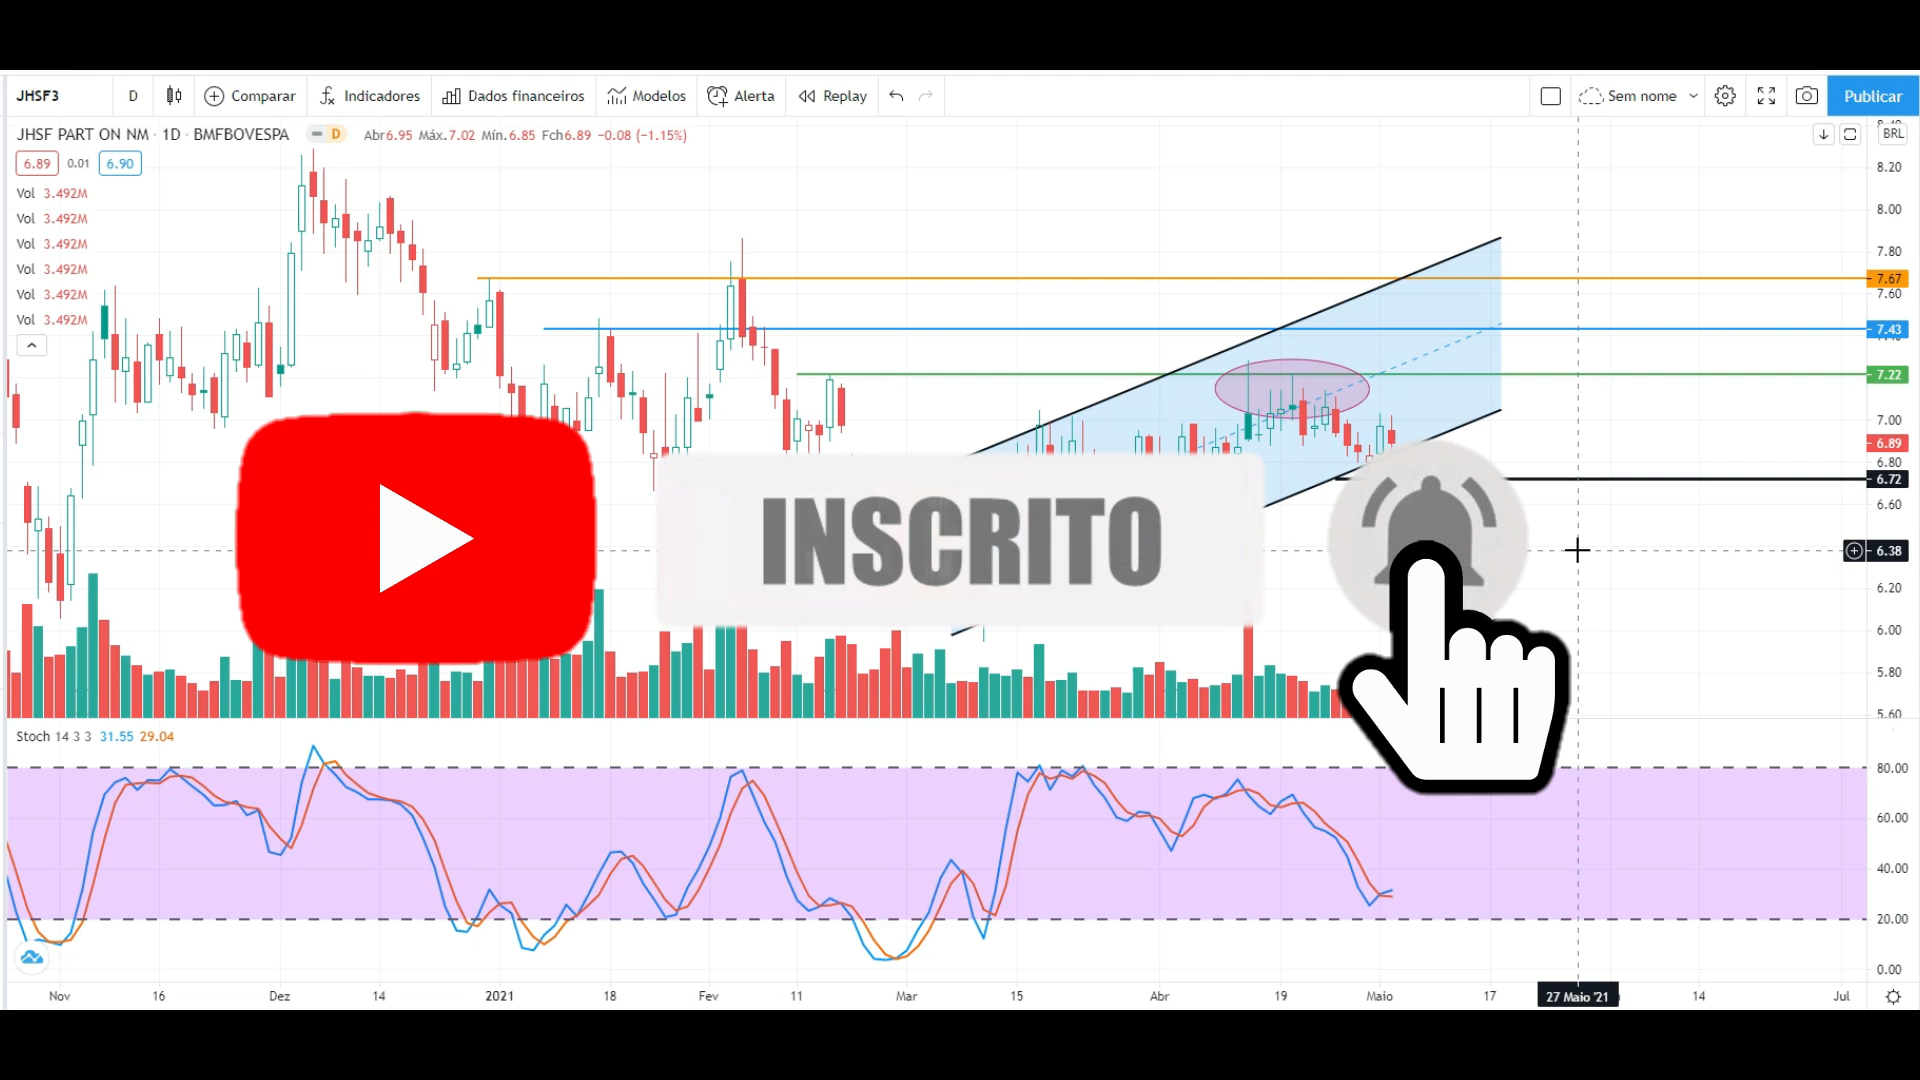 JHSF3 D Comparar Indicadores Dados financeiros Modelos Alerta Replay Sem nome Publicar
JHSF PART ON NM · 1D · BMFBOVESPA D Abr6.95 Máx.7.02 Mín.6.85 Fch6.89 −0.08 (−1.15%) BRL
6.89 0.01 6.90
Vol 3.492M
Vol 3.492M
Vol 3.492M
Vol 3.492M
Vol 3.492M
Vol 3.492M
8.20
8.00
7.80
7.67
7.60
7.43
7.22
7.00
6.89
6.80
6.72
6.60
INSCRITO
6.38
6.20
6.00
5.80
5.60
Stoch 14 3 3 31.55 29.04
80.00
60.00
40.00
20.00
0.00
Nov 16 Dez 14 2021 18 Fev 11 Mar 15 Abr 19 Maio 17 27 Maio '21 14 Jul